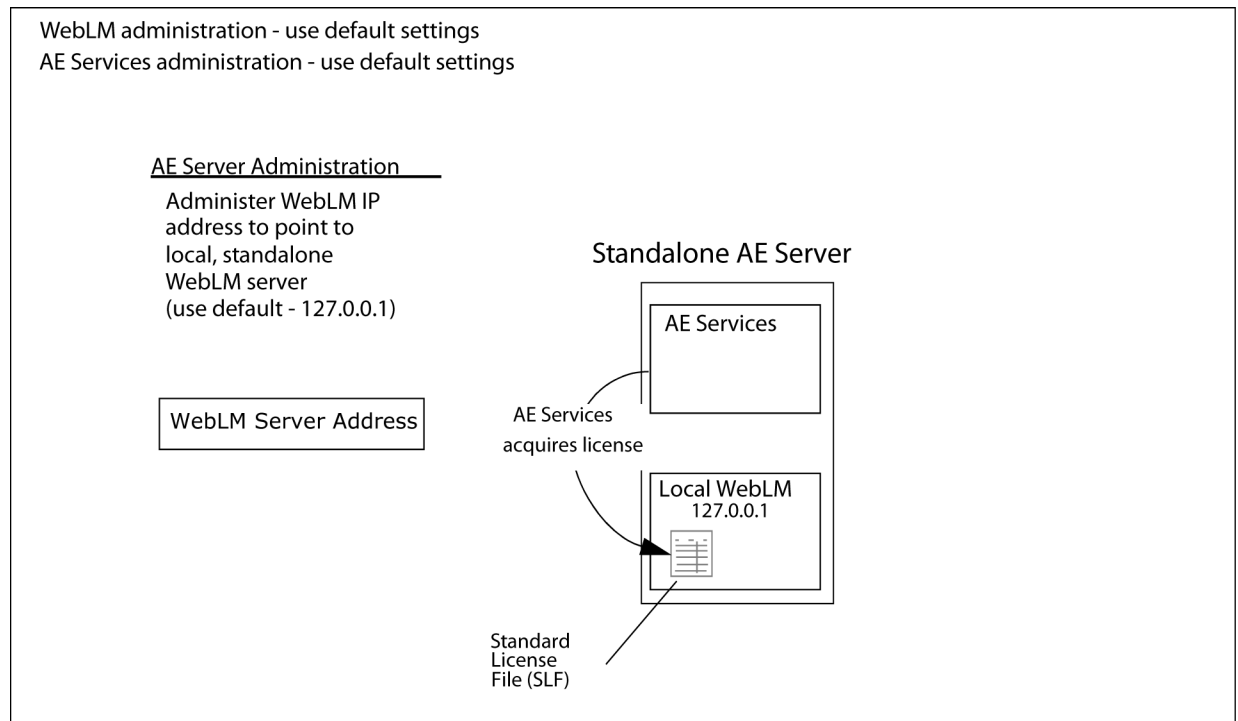 WebLM administration - use default settings
AE Services administration - use default settings
AE Server Administration
Administer WebLM IP
address to point to
local, standalone
WebLM server
(use default - 127.0.0.1)
WebLM Server Address
Standalone AE Server
AE Services
AE Services
acquires license
Local WebLM
127.0.0.1
Standard
License
File (SLF)